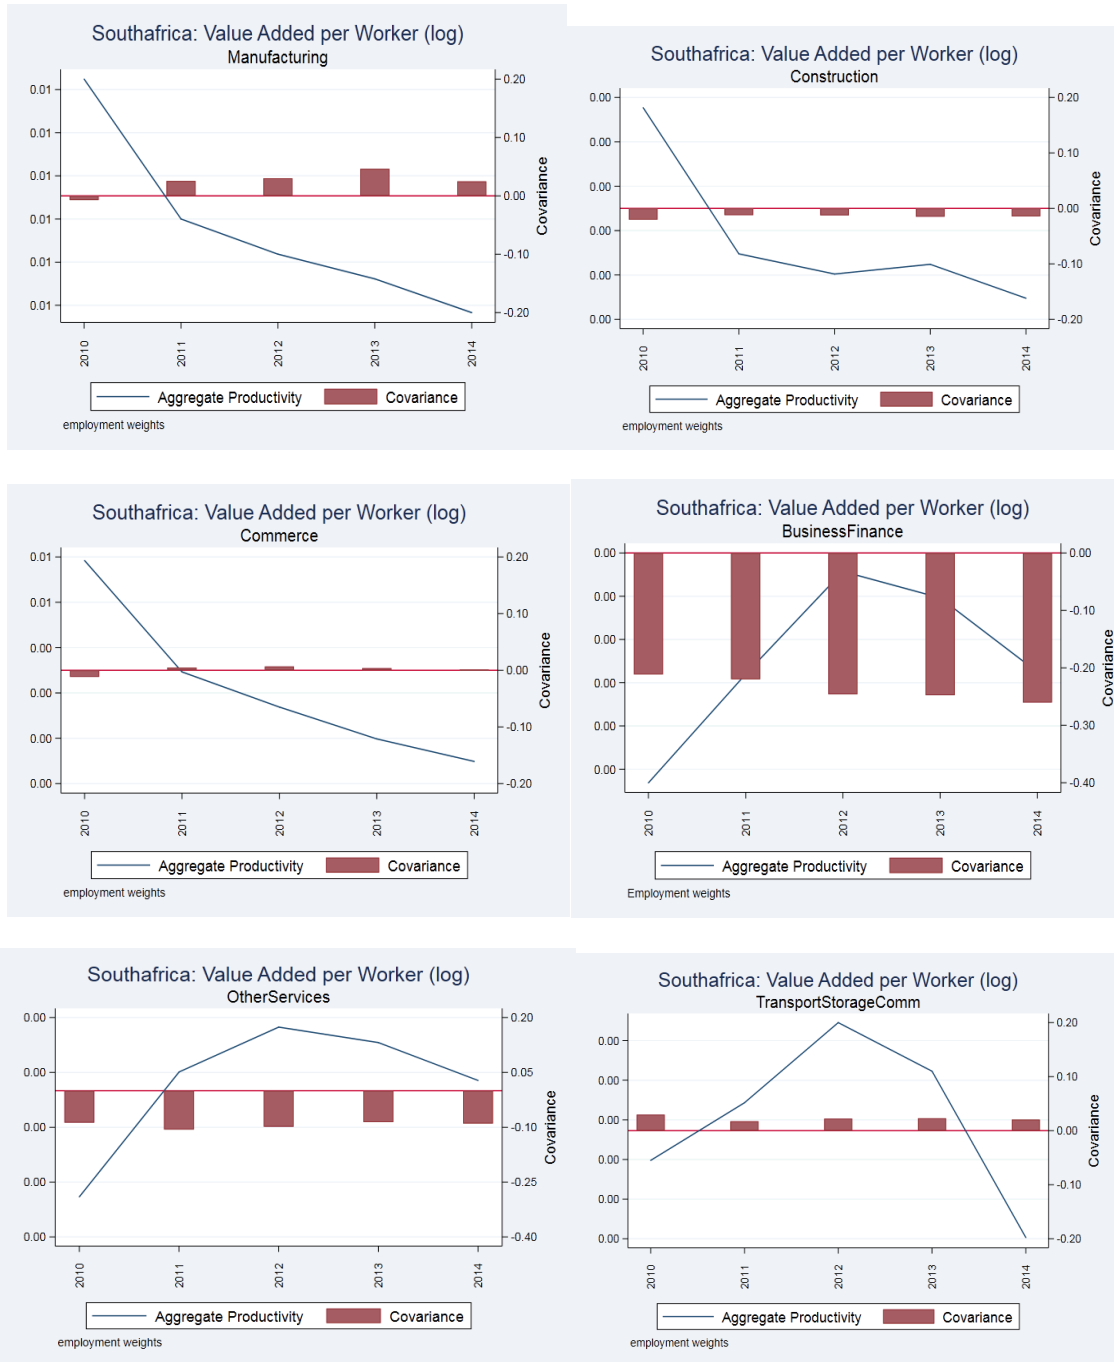 Southafrica: Value Added per Worker (log)
Manufacturing
0.01
0.01
0.01
0.01
0.01
0.01
0.20
0.10
0.00
-0.10
-0.20
Covariance
2010
2011
2012
2013
2014
Aggregate Productivity
Covariance
employment weights
Southafrica: Value Added per Worker (log)
Construction
0.00
0.00
0.00
0.00
0.00
0.00
0.20
0.10
0.00
-0.10
-0.20
Covariance
2010
2011
2012
2013
2014
Aggregate Productivity
Covariance
employment weights
Southafrica: Value Added per Worker (log)
Commerce
0.01
0.01
0.00
0.00
0.00
0.00
0.20
0.10
0.00
-0.10
-0.20
Covariance
2010
2011
2012
2013
2014
Aggregate Productivity
Covariance
employment weights
Southafrica: Value Added per Worker (log)
BusinessFinance
0.00
0.00
0.00
0.00
0.00
0.00
0.00
-0.10
-0.20
-0.30
-0.40
Covariance
2010
2011
2012
2013
2014
Aggregate Productivity
Covariance
Employment weights
Southafrica: Value Added per Worker (log)
OtherServices
0.00
0.00
0.00
0.00
0.00
0.20
0.05
-0.10
-0.25
-0.40
Covariance
2010
2011
2012
2013
2014
Aggregate Productivity
Covariance
employment weights
Southafrica: Value Added per Worker (log)
TransportStorageComm
0.00
0.00
0.00
0.00
0.00
0.00
0.20
0.10
0.00
-0.10
-0.20
Covariance
2010
2011
2012
2013
2014
Aggregate Productivity
Covariance
employment weights